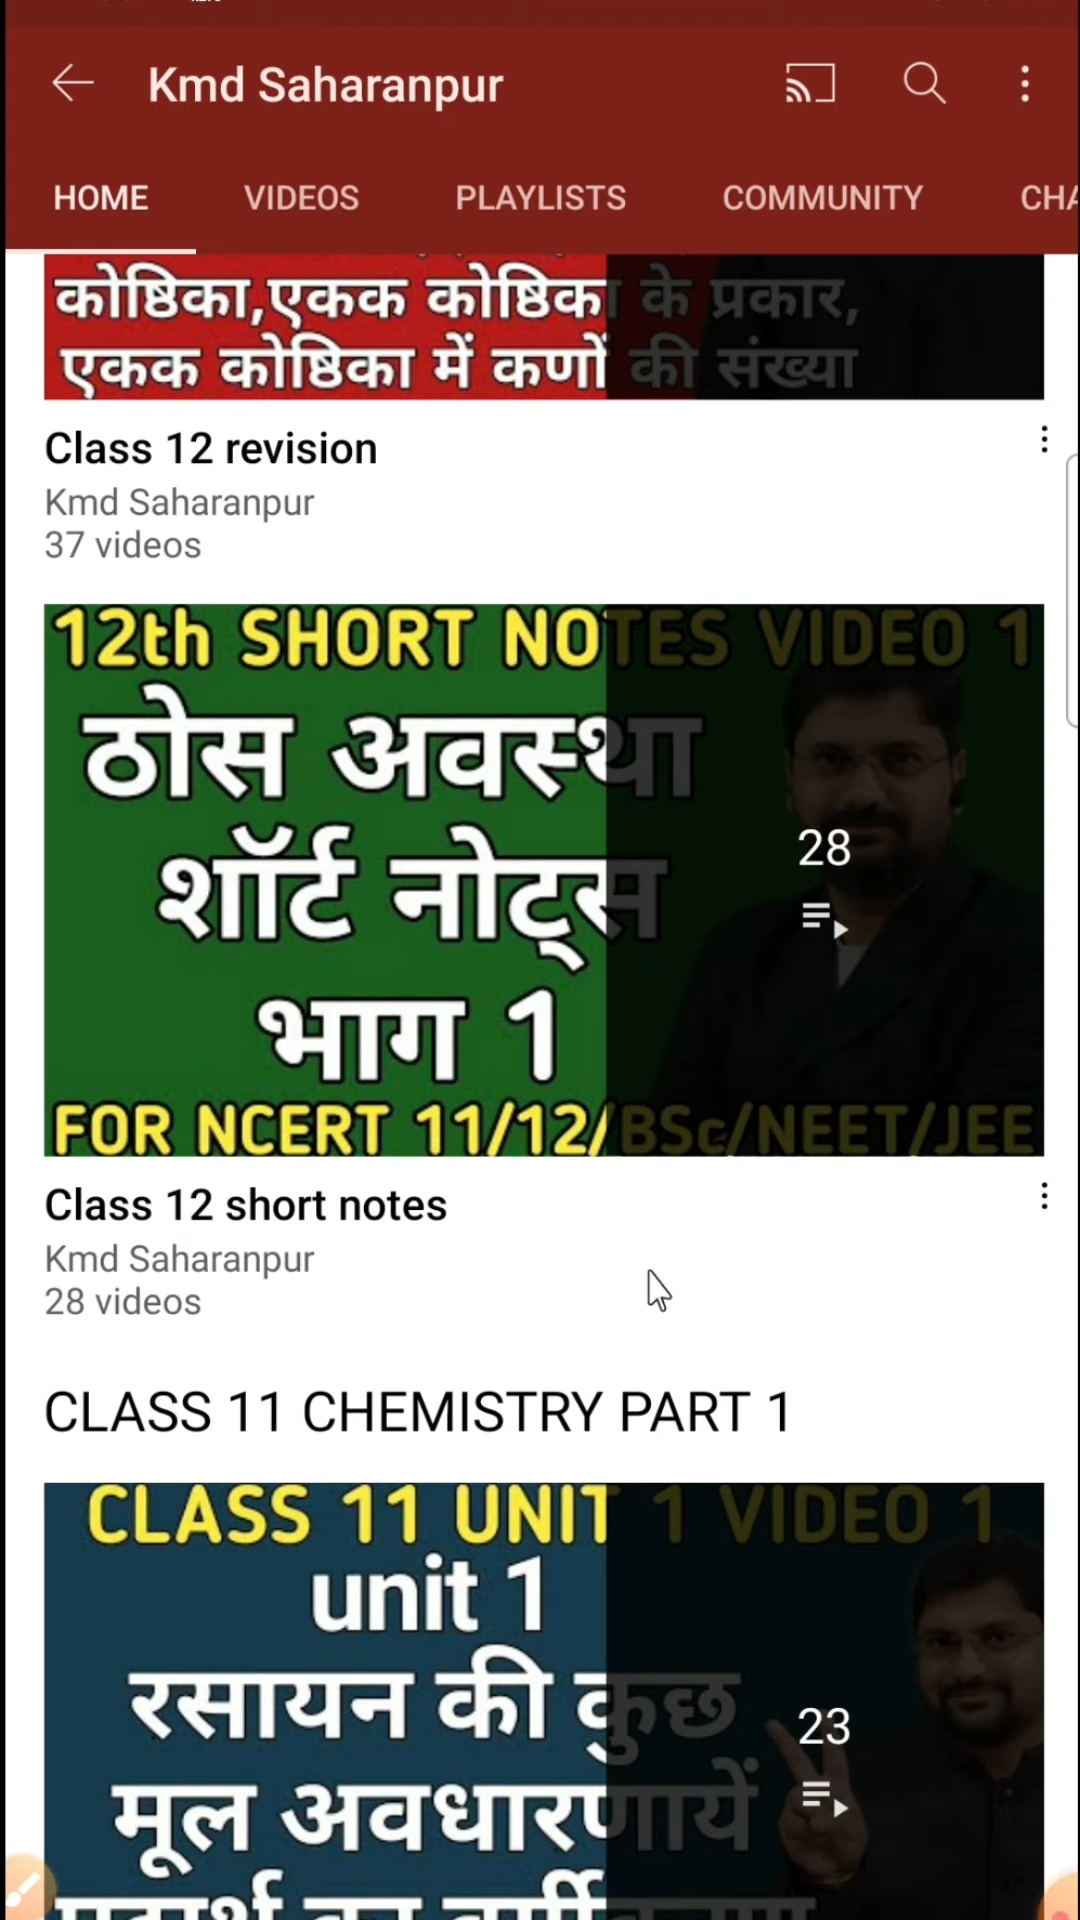 Kmd Saharanpur
HOME VIDEOS PLAYLISTS COMMUNITY CHA
कोष्ठिका,एकक कोष्ठिका के प्रकार,
एकक कोष्ठिका में कणों की संख्या
Class 12 revision
Kmd Saharanpur
37 videos
12th SHORT NOTES VIDEO 1
ठोस अवस्था
शॉर्ट नोट्स
28
भाग 1
FOR NCERT 11/12/BSc/NEET/JEE
Class 12 short notes
Kmd Saharanpur
28 videos
CLASS 11 CHEMISTRY PART 1
CLASS 11 UNIT 1 VIDEO 1
unit 1
रसायन की कुछ
23
मूल अवधारणायें